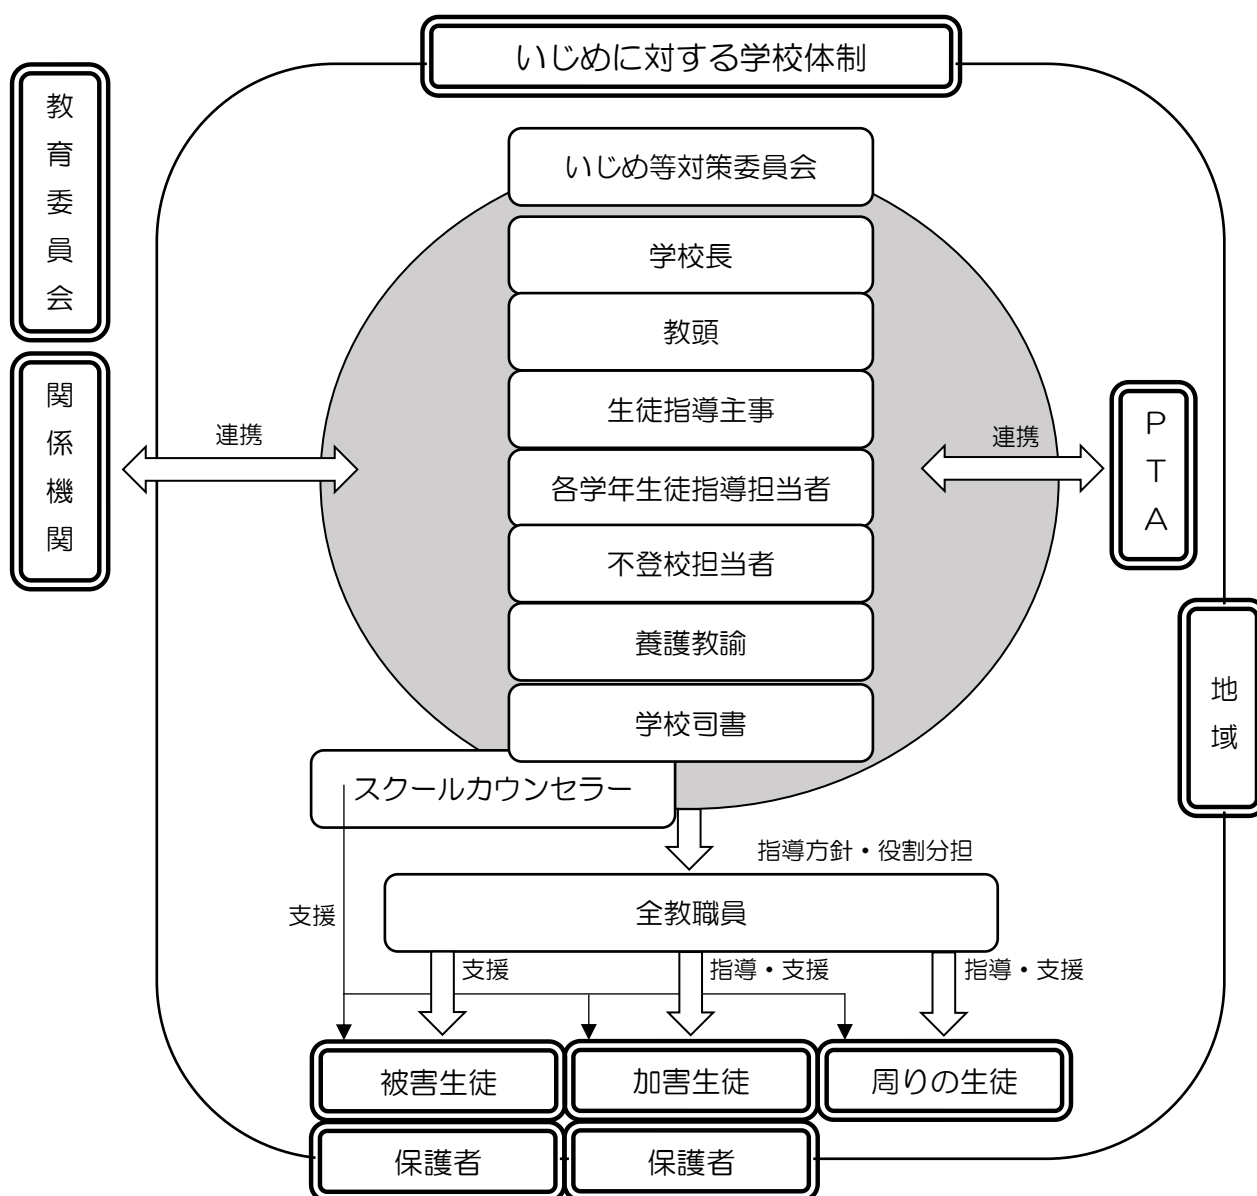 いじめに対する学校体制
教育委員会
関係機関
いじめ等対策委員会
学校長
教頭
生徒指導主事
各学年生徒指導担当者
不登校担当者
養護教諭
学校司書
スクールカウンセラー
連携
連携
PTA
地域
指導方針・役割分担
全教職員
支援
支援
指導・支援
指導・支援
被害生徒
加害生徒
周りの生徒
保護者
保護者